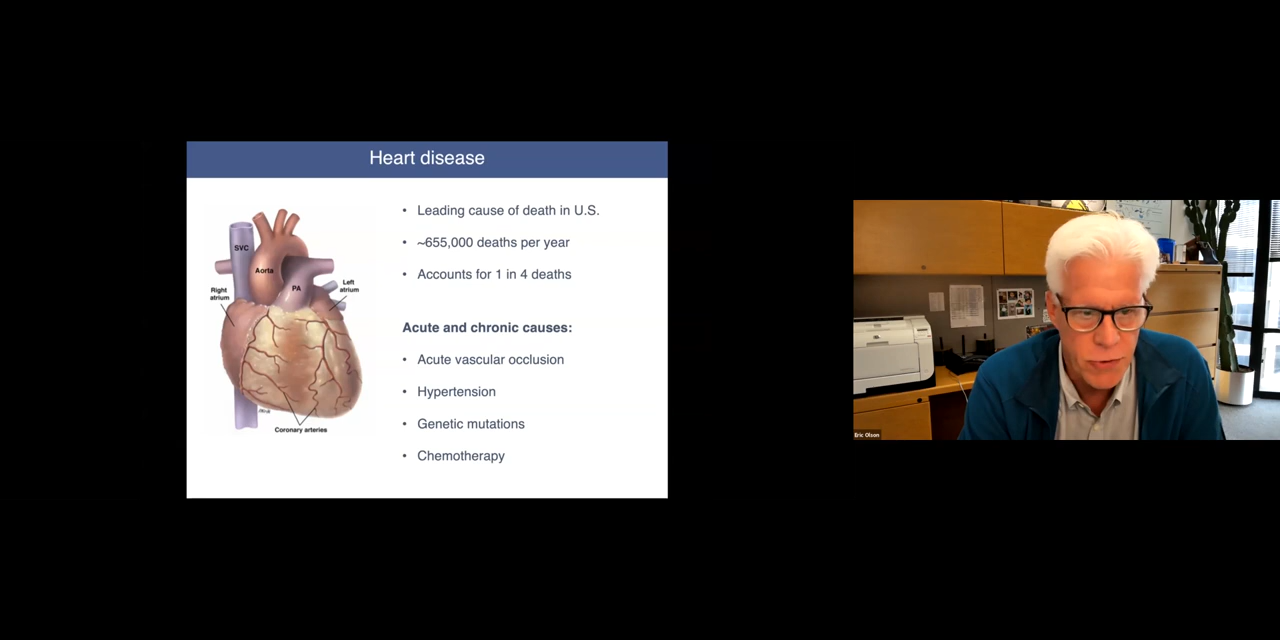 Heart disease
SVC
Aorta
PA
Right
atrium
Left
atrium
Coronary arteries
• Leading cause of death in U.S.
• ~655,000 deaths per year
• Accounts for 1 in 4 deaths
Acute and chronic causes:
• Acute vascular occlusion
• Hypertension
• Genetic mutations
• Chemotherapy
Eric Olson